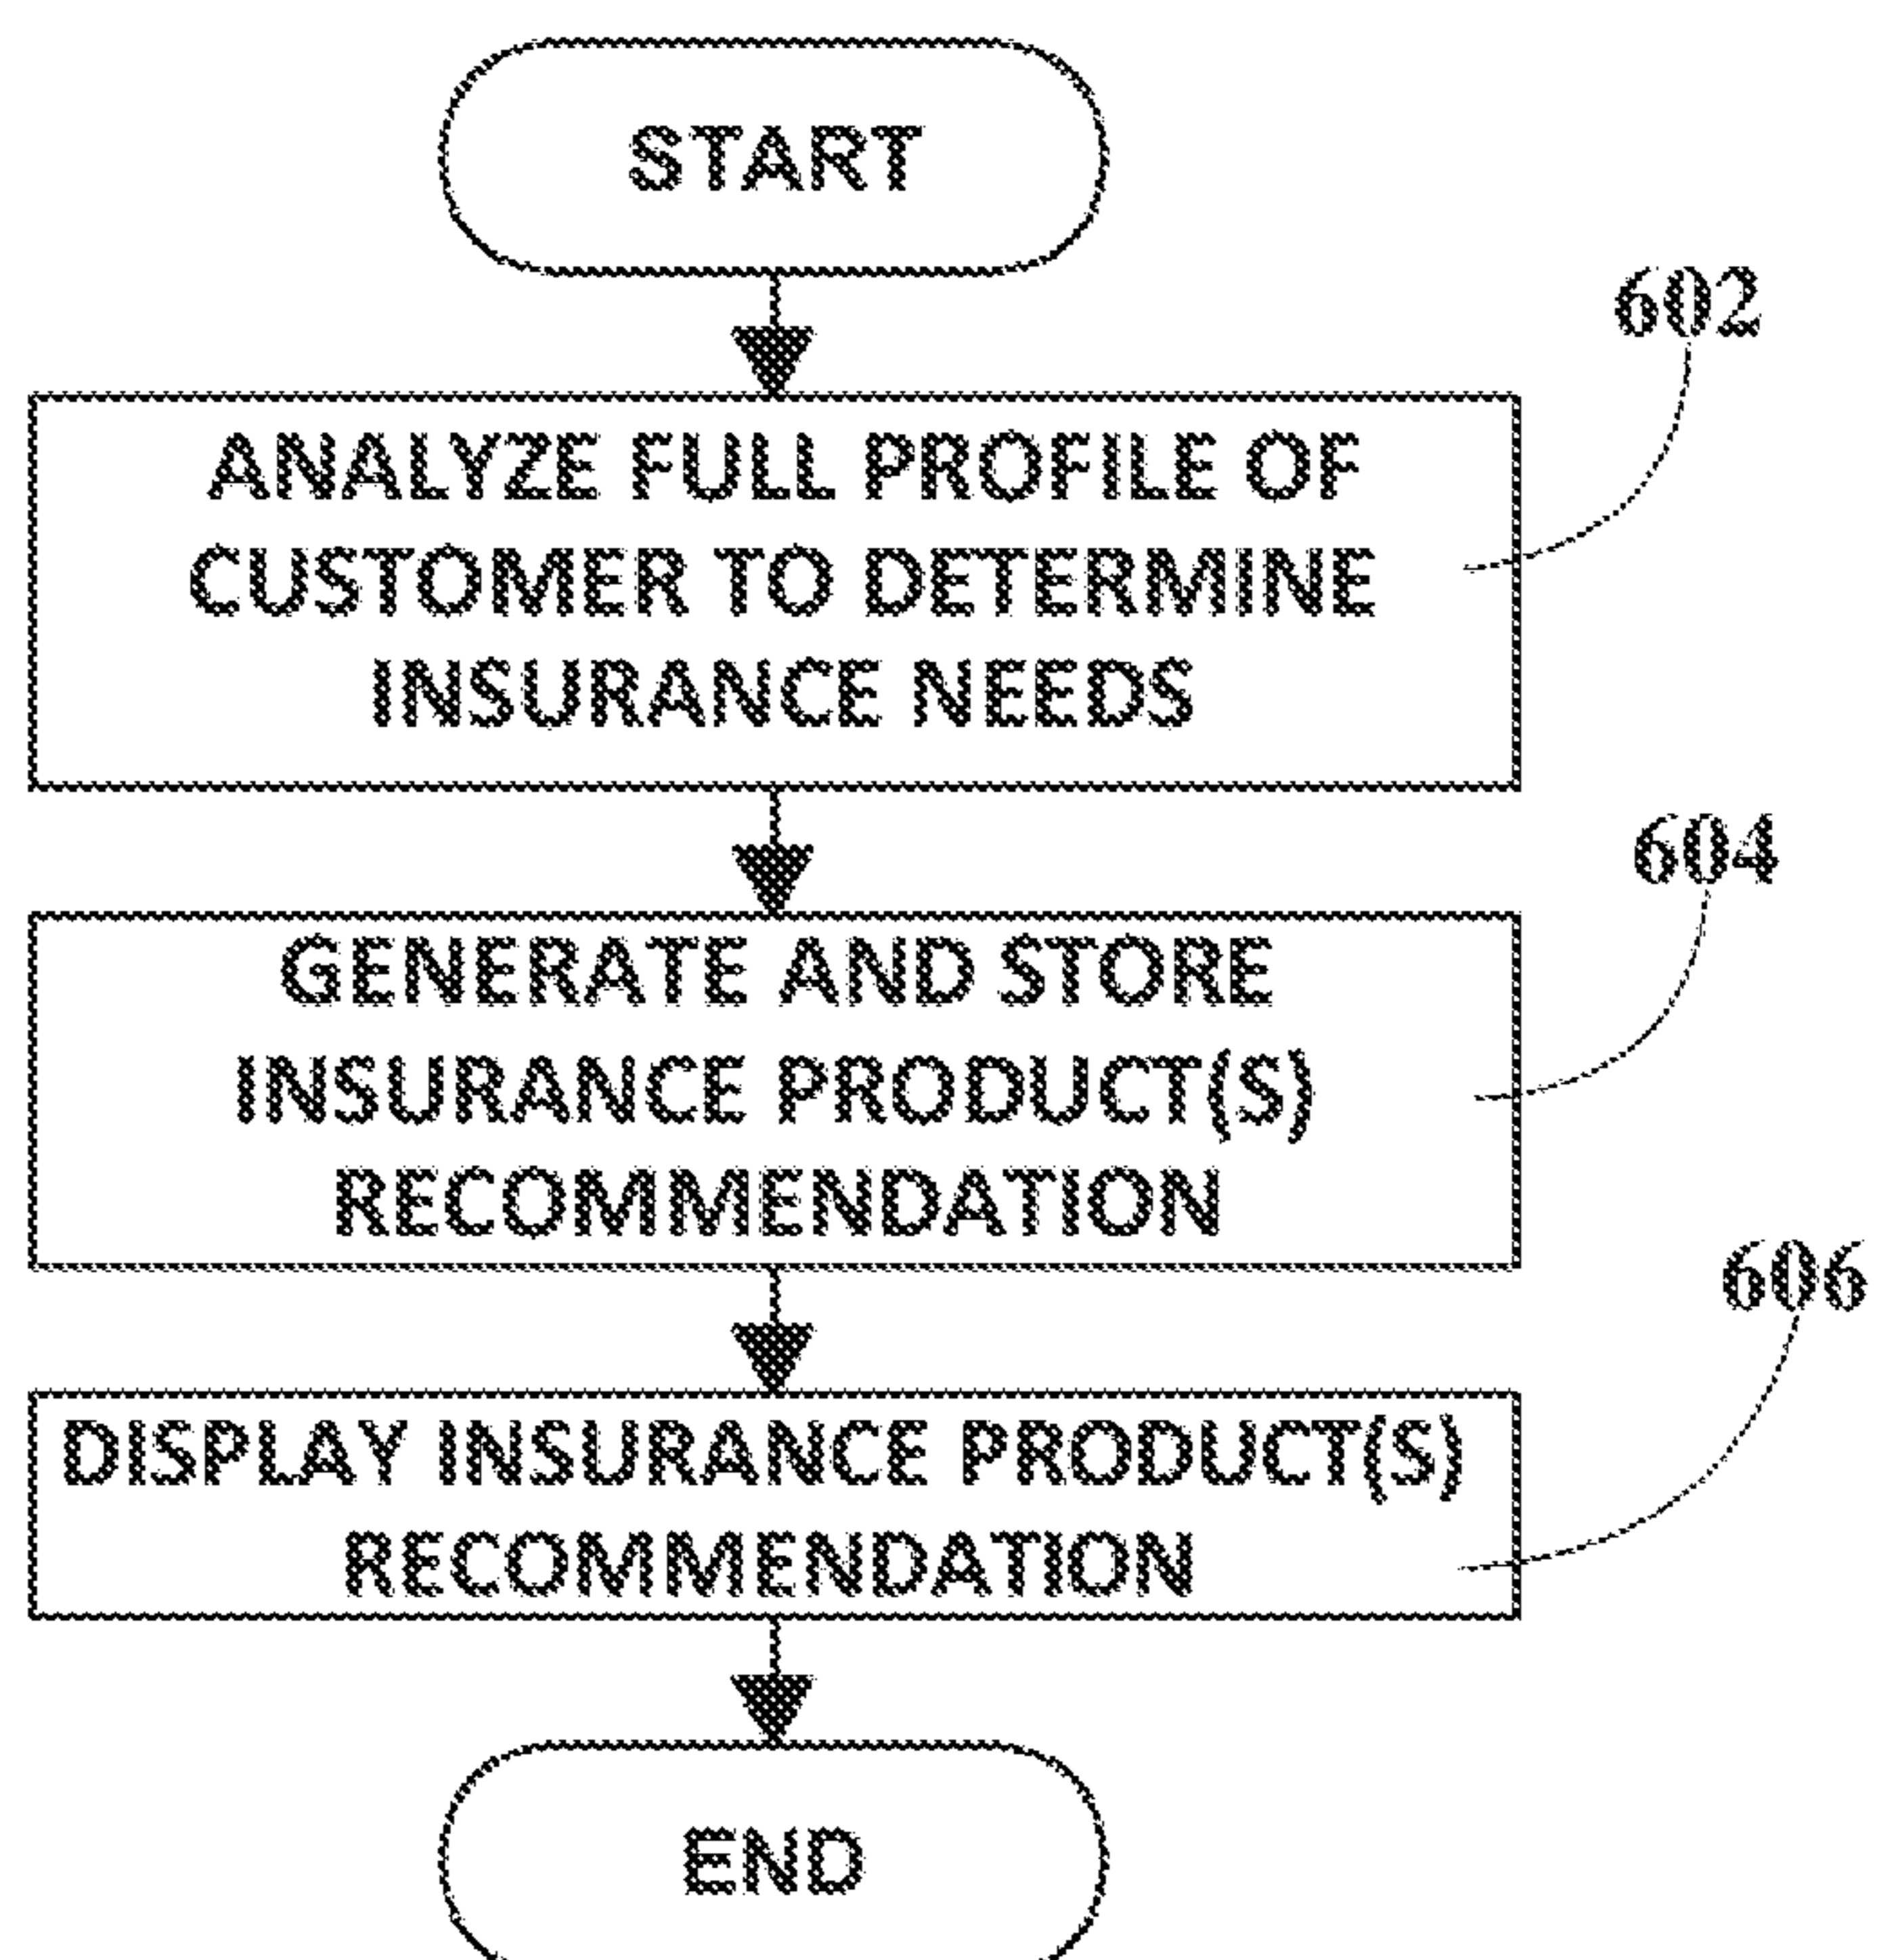 START
602
ANALYZE FULL PROFILE OF
CUSTOMER TO DETERMINE
INSURANCE NEEDS
604
GENERATE AND STORE
INSURANCE PRODUCT(S)
RECOMMENDATION
606
DISPLAY INSURANCE PRODUCT(S)
RECOMMENDATION
END